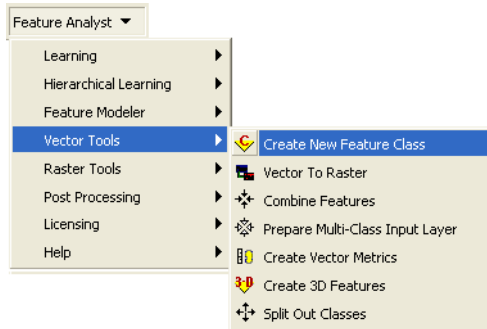 Feature Analyst
Learning
Hierarchical Learning
Feature Modeler
Vector Tools
Raster Tools
Post Processing
Licensing
Help
C Create New Feature Class
Vector To Raster
Combine Features
Prepare Multi-Class Input Layer
Create Vector Metrics
3-D Create 3D Features
Split Out Classes